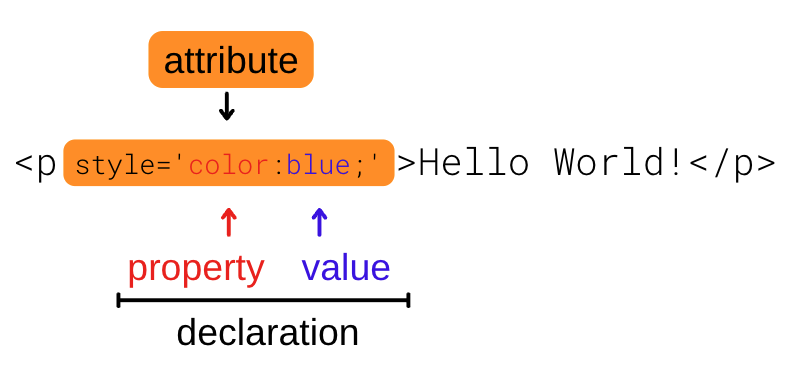 attribute
<p style='color:blue;' >Hello World!</p>
property value
declaration